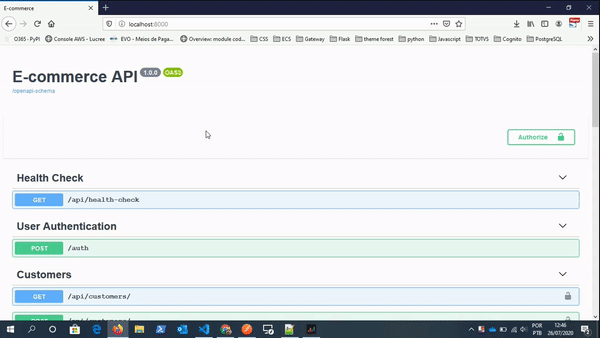 E-commerce
localhost:8000
O365 - PyPI
Console AWS - Lucree
EVO - Meios de Paga...
Overview: module cod...
CSS
ECS
Gateway
Flask
theme forest
python
Javascript
TOTVS
Cognito
PostgreSQL
E-commerce API 1.0.0 OAS3
/openapi-schema
Authorize
Health Check
GET /api/health-check
User Authentication
POST /auth
Customers
GET /api/customers/
POR
PTB
12:46
26/07/2020